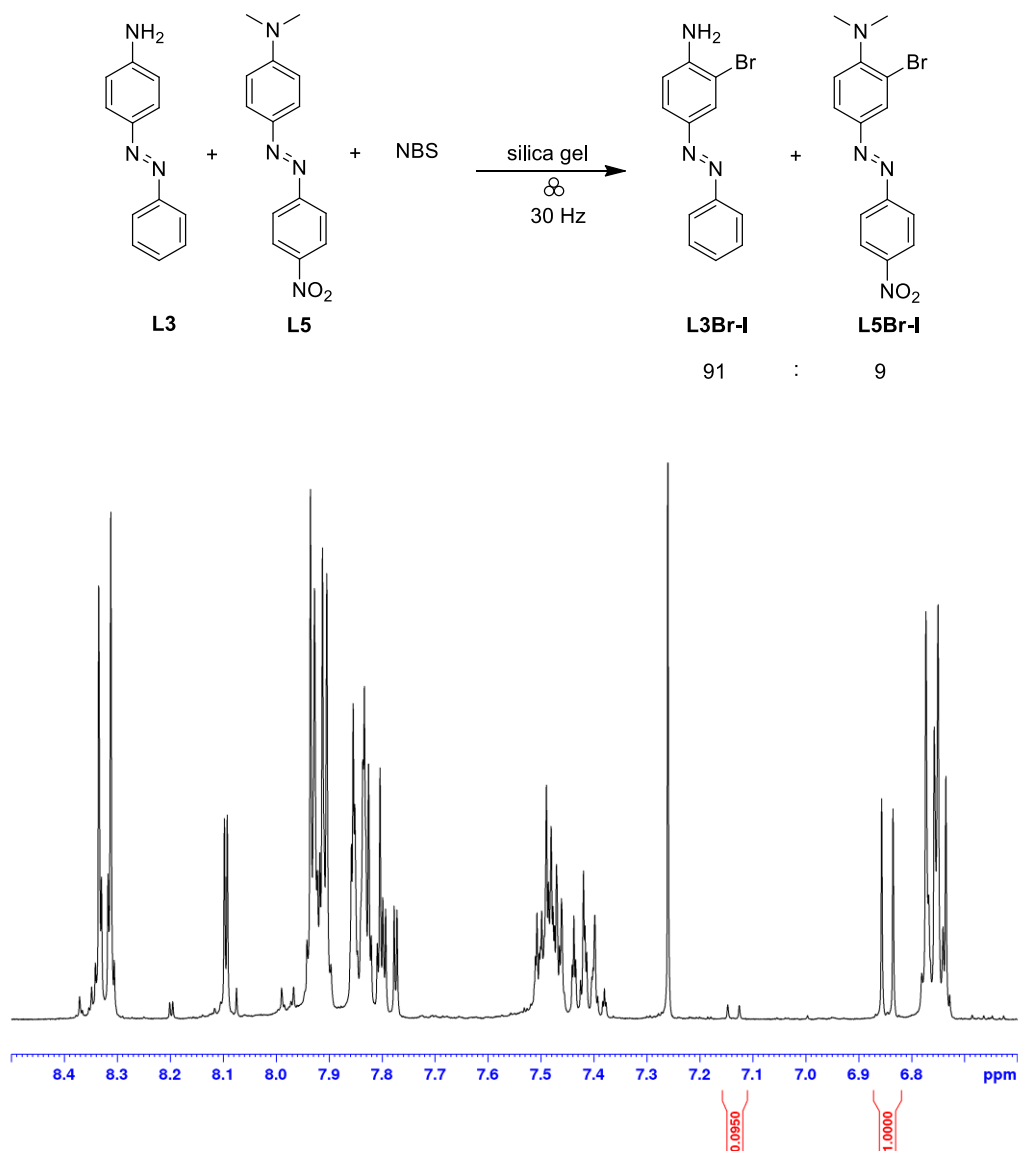 NH2
N
Br
N
N
+
N
N
NO2
+
NBS
silica gel
30 Hz
NH2
Br
N
N
+
N
Br
N
N
NO2
L3
L5
L3Br-I
L5Br-I
91 : 9
8.4 8.3 8.2 8.1 8.0 7.9 7.8 7.7 7.6 7.5 7.4 7.3 7.2 7.1 7.0 6.9 6.8 ppm
0.0950
1.0000